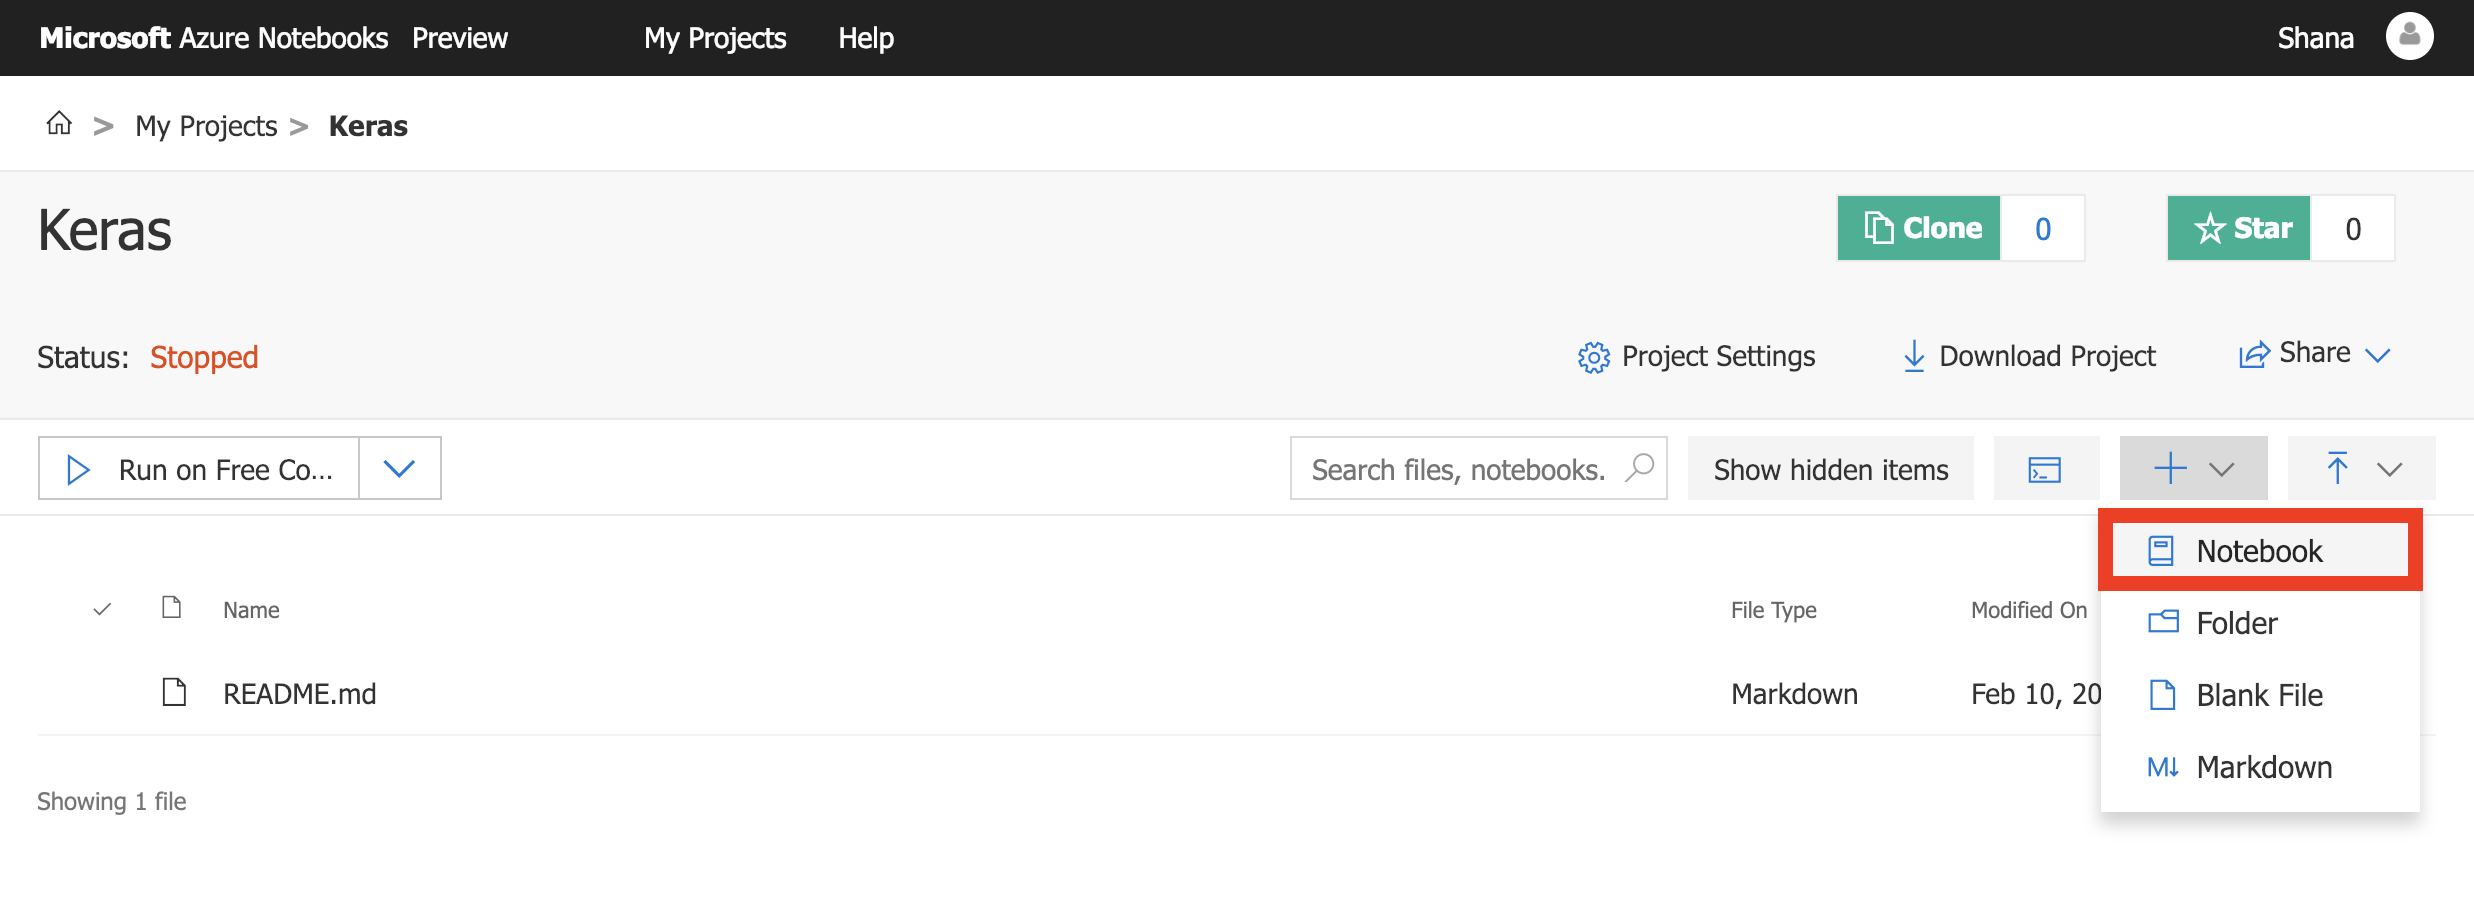 Microsoft Azure Notebooks Preview My Projects Help Shana
> My Projects > Keras
Keras
Clone 0 Star 0
Status: Stopped
Project Settings Download Project Share
Run on Free Co... Search files, notebooks. Show hidden items
Notebook
Name File Type Modified On
Folder
README.md Markdown Feb 10, 20
Blank File
M↓ Markdown
Showing 1 file